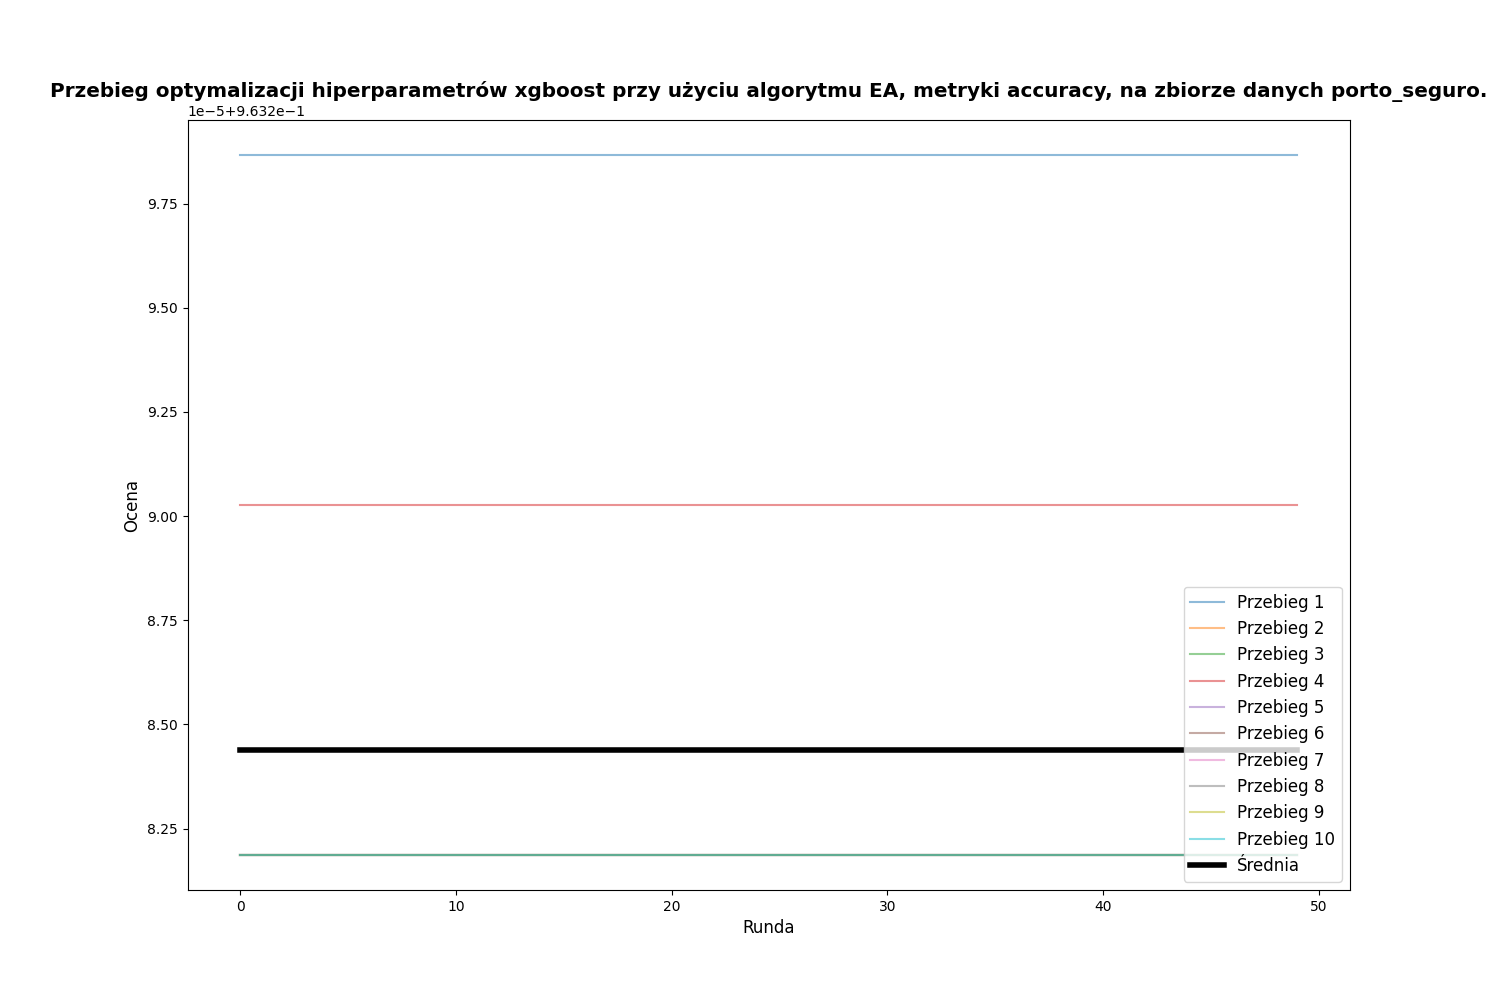 Przebieg optymalizacji hiperparametrów xgboost przy użyciu algorytmu EA, metryki accuracy, na zbiorze danych porto_seguro.
1e−5+9.632e−1
9.75
9.50
9.25
9.00
8.75
8.50
8.25
Ocena
Przebieg 1
Przebieg 2
Przebieg 3
Przebieg 4
Przebieg 5
Przebieg 6
Przebieg 7
Przebieg 8
Przebieg 9
Przebieg 10
Średnia
0 10 20 30 40 50
Runda